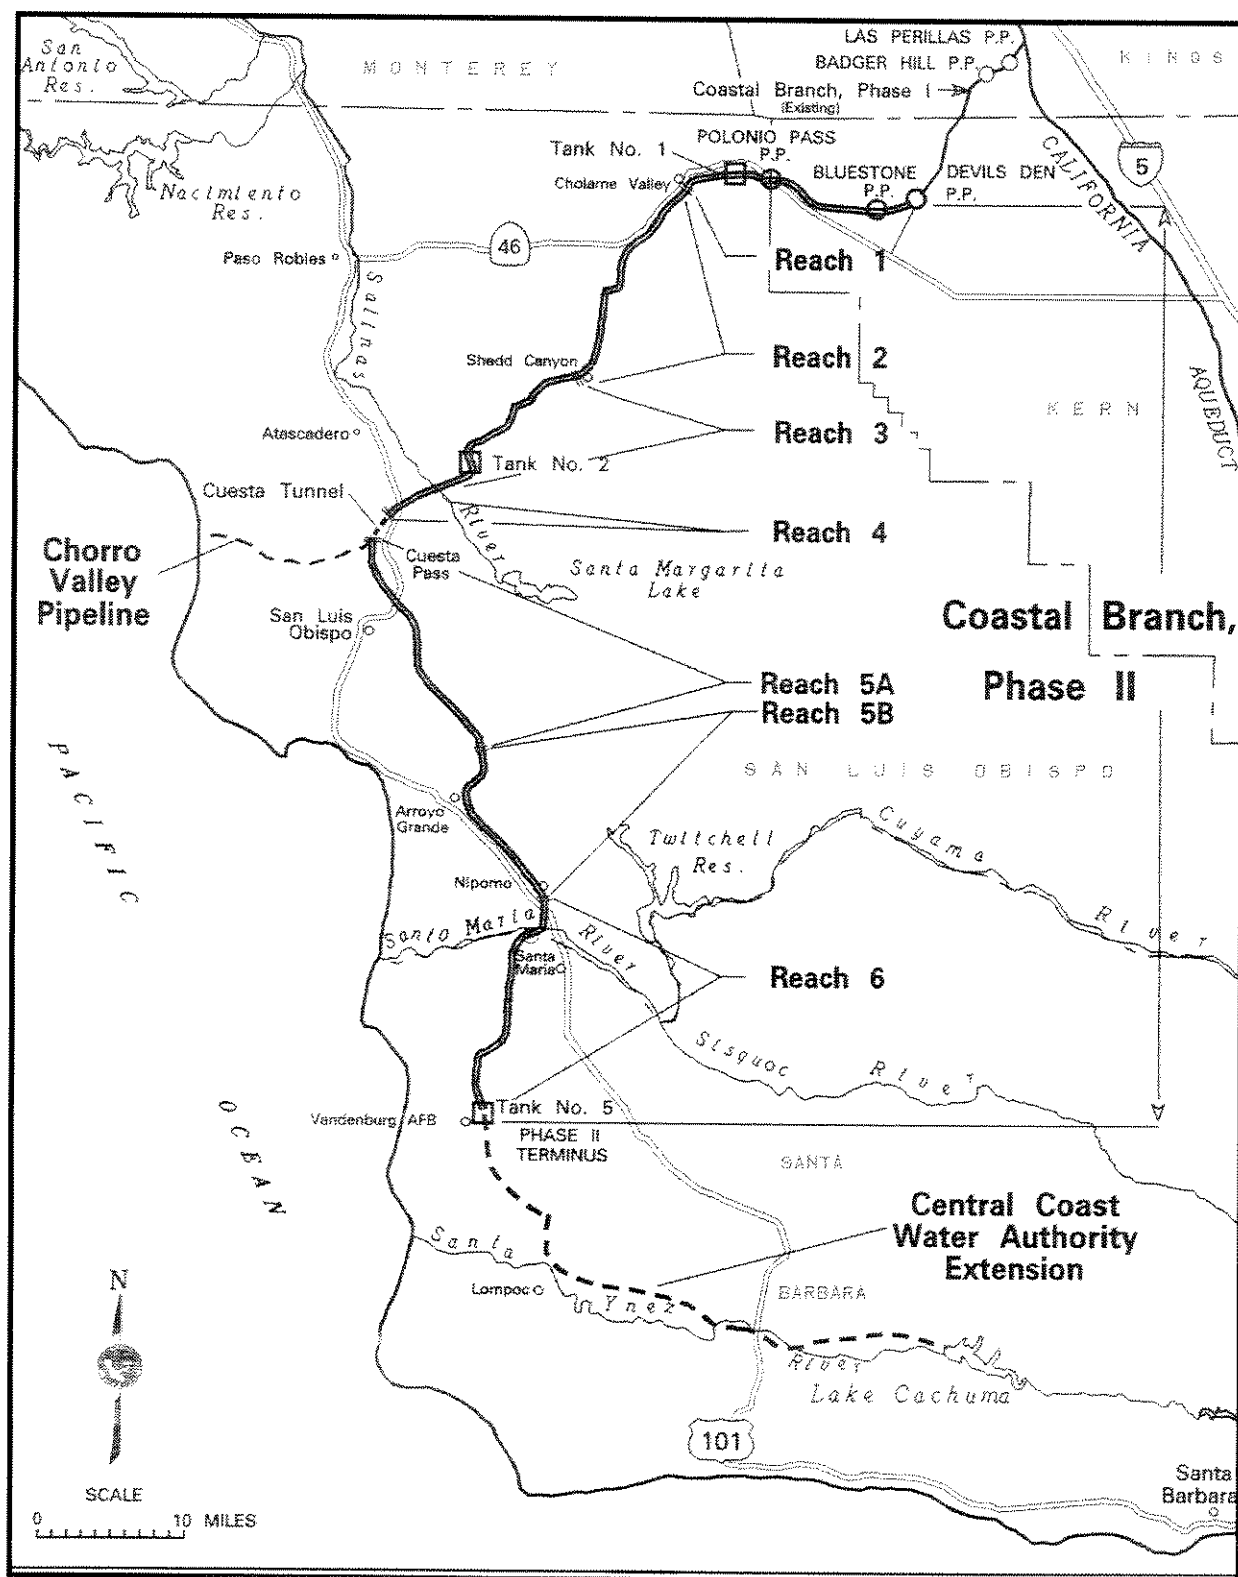 LAS PERILLAS P.P.
San
Antonio
Res.
MONTEREY
BADGER HILL P.P.
KINGS
Coastal Branch, Phase I
(Existing)
POLONIO PASS
P.P.
Tank No. 1
Cholame Valley
BLUESTONE
P.P.
DEVILS DEN
P.P.
CALIFORNIA
AQUEDUCT
5
Nacimiento
Res.
46
Paso Robles
Reach 1
Salinas
River
Shedd Canyon
Reach 2
KERN
Atascadero
Reach 3
Tank No. 2
Cuesta Tunnel
Reach 4
Chorro
Valley
Pipeline
Cuesta
Pass
Santa Margarita
Lake
San Luis
Obispo
Coastal Branch,
Phase II
Reach 5A
Reach 5B
PACIFIC
OCEAN
SAN LUIS OBISPO
Arroyo
Grande
Twitchell
Res.
Cuyama
River
Nipomo
Santa Maria
River
Santa
Maria
Reach 6
Sisquoc
River
Vandenburg AFB
Tank No. 5
PHASE II
TERMINUS
SANTA
BARBARA
Central Coast
Water Authority
Extension
Santa
Ynez
River
Lompoc
Lake Cachuma
N
101
SCALE
0 10 MILES
Santa
Barbara